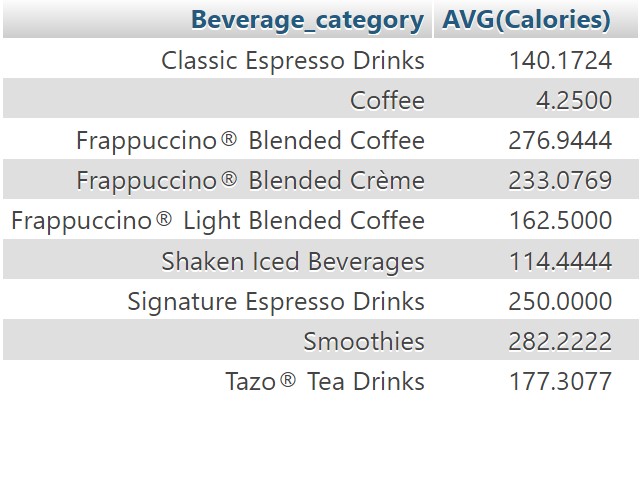 Beverage_category AVG(Calories)
Classic Espresso Drinks 140.1724
Coffee 4.2500
Frappuccino® Blended Coffee 276.9444
Frappuccino® Blended Crème 233.0769
Frappuccino® Light Blended Coffee 162.5000
Shaken Iced Beverages 114.4444
Signature Espresso Drinks 250.0000
Smoothies 282.2222
Tazo® Tea Drinks 177.3077